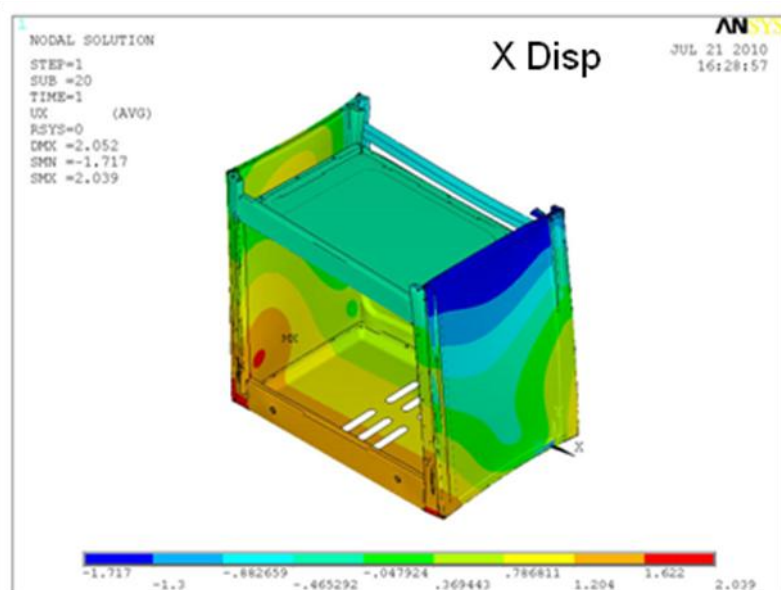 1
ANSYS
NODAL SOLUTION
X Disp
JUL 21 2010
16:28:57
STEP=1
SUB =20
TIME=1
UX (AVG)
RSYS=0
DMX =2.052
SMN =-1.717
SMX =2.039
MX
X
-1.717 -.882659 -.047924 .786811 1.622
-1.3 -.465292 .369443 1.204 2.039